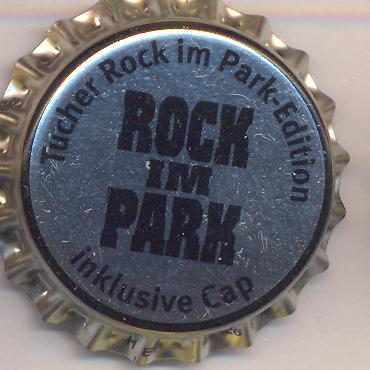 Tucher Rock im Park-Edition
ROCK
IM
PARK
inklusive Cap